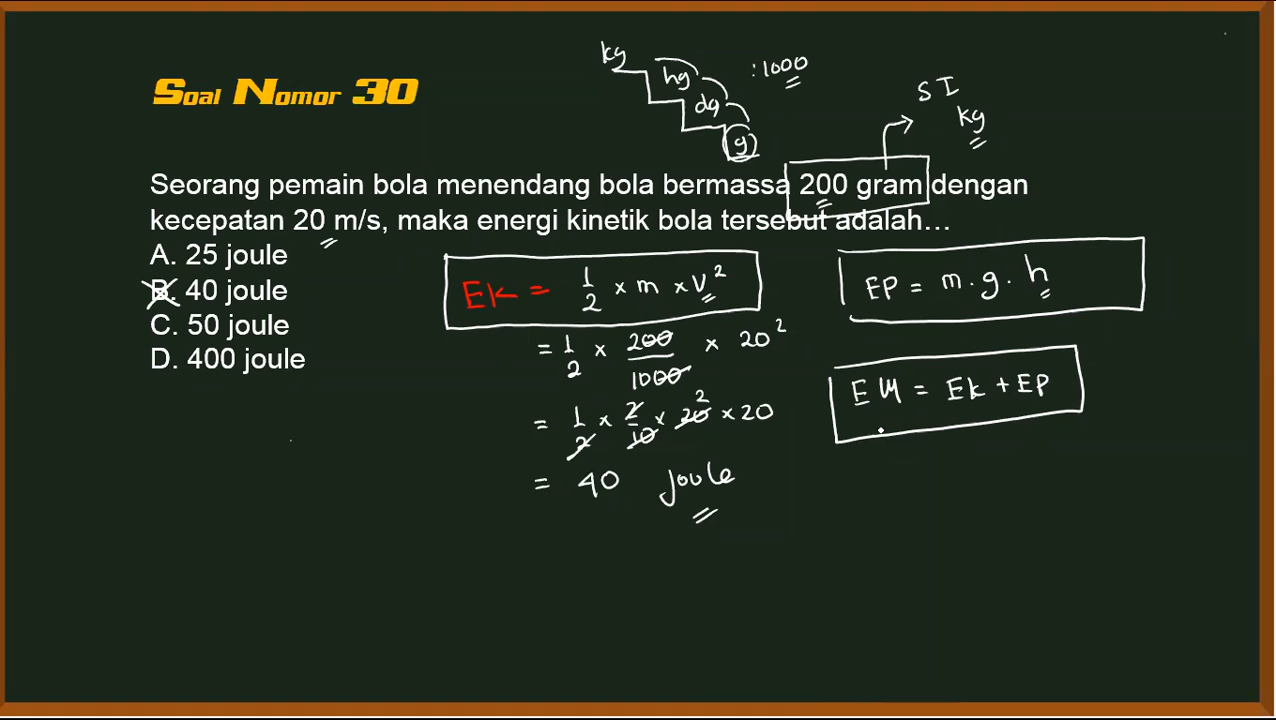 Soal Nomor 30
kg
hg
dg
g
:1000
SI
kg
Seorang pemain bola menendang bola bermassa 200 gram dengan
kecepatan 20 m/s, maka energi kinetik bola tersebut adalah…
A. 25 joule
B. 40 joule
C. 50 joule
D. 400 joule
EK = 1/2 × m × v²
= 1/2 × 200/1000 × 20²
= 1/2 × 2/10 × 20² × 20
= 40 joule
EP = m . g . h
EM = Ek + EP